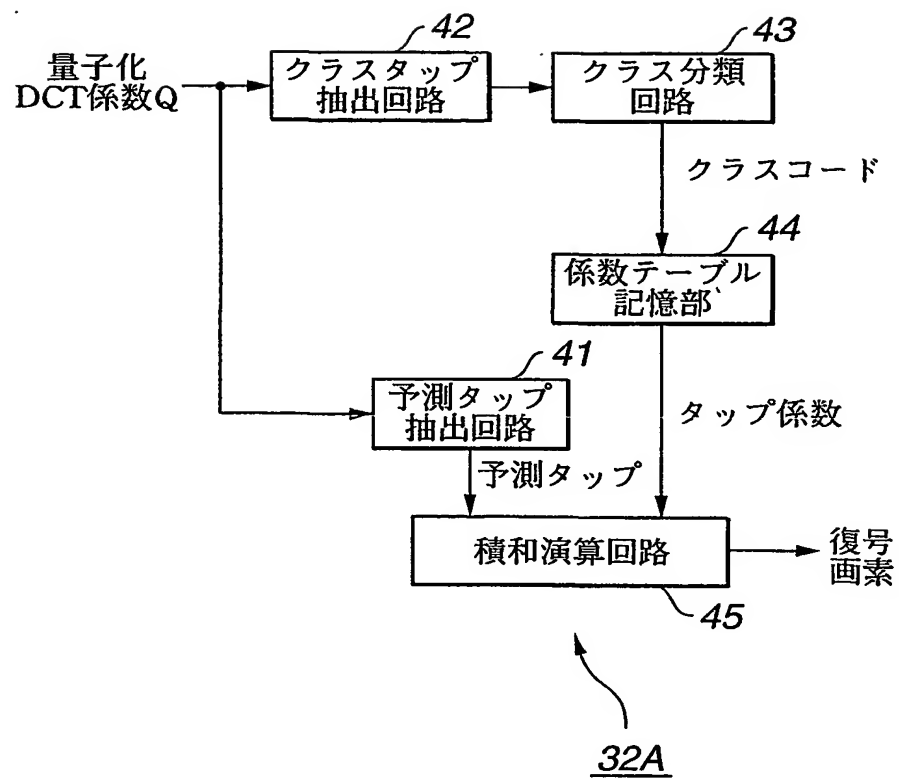 42
43
量子化
DCT係数Q
クラスタップ
抽出回路
クラス分類
回路
クラスコード
44
係数テーブル
記憶部
41
予測タップ
抽出回路
タップ係数
予測タップ
積和演算回路
復号
画素
45
32A